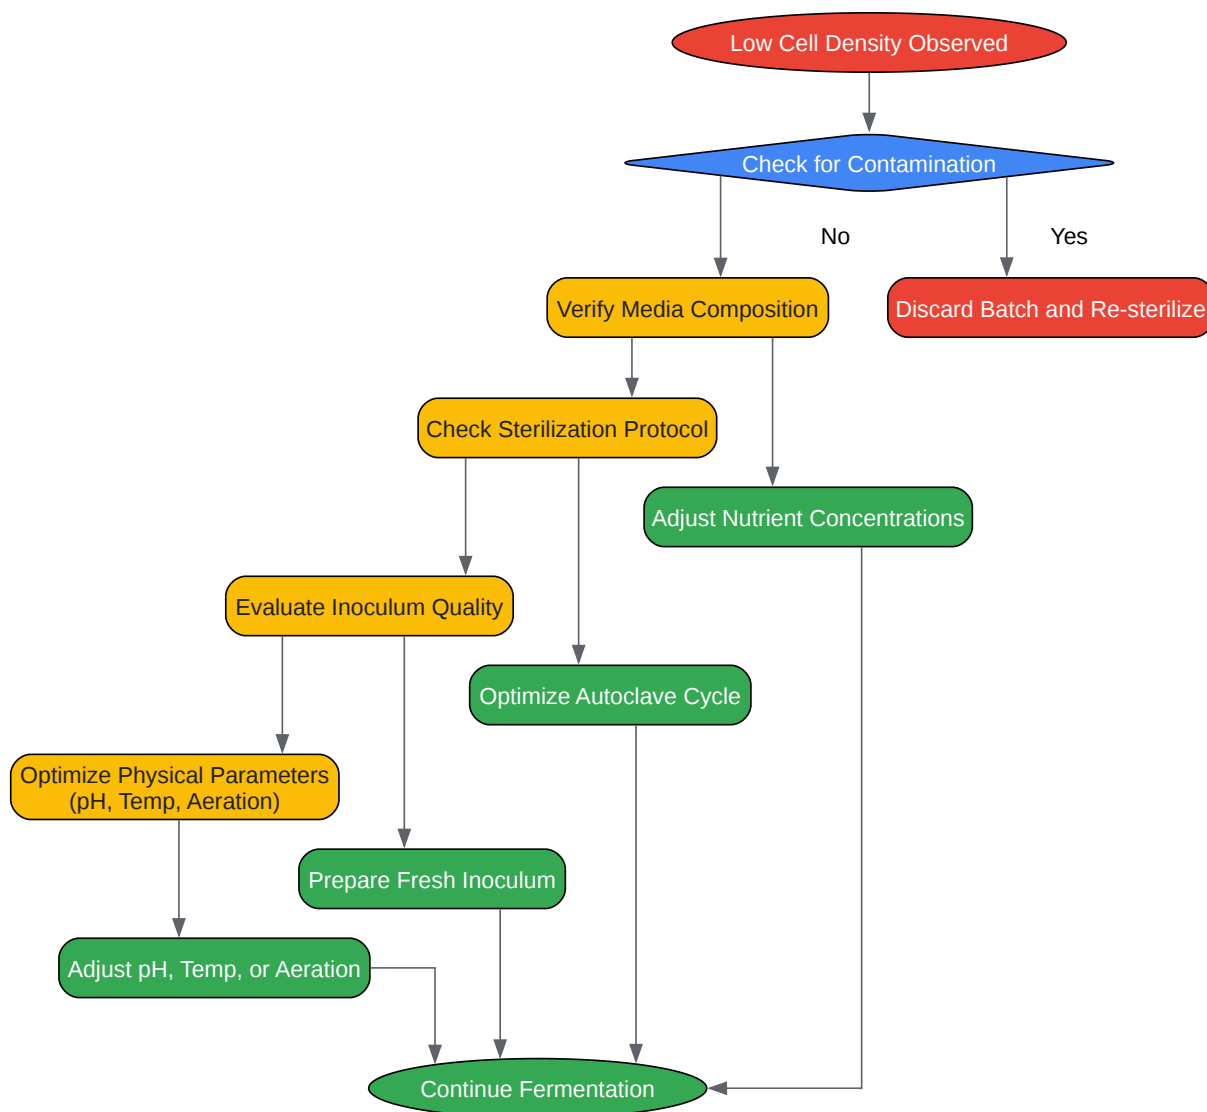 Low Cell Density Observed
Check for Contamination
No
Yes
Verify Media Composition
Discard Batch and Re-sterilize
Check Sterilization Protocol
Adjust Nutrient Concentrations
Evaluate Inoculum Quality
Optimize Autoclave Cycle
Optimize Physical Parameters
(pH, Temp, Aeration)
Prepare Fresh Inoculum
Adjust pH, Temp, or Aeration
Continue Fermentation